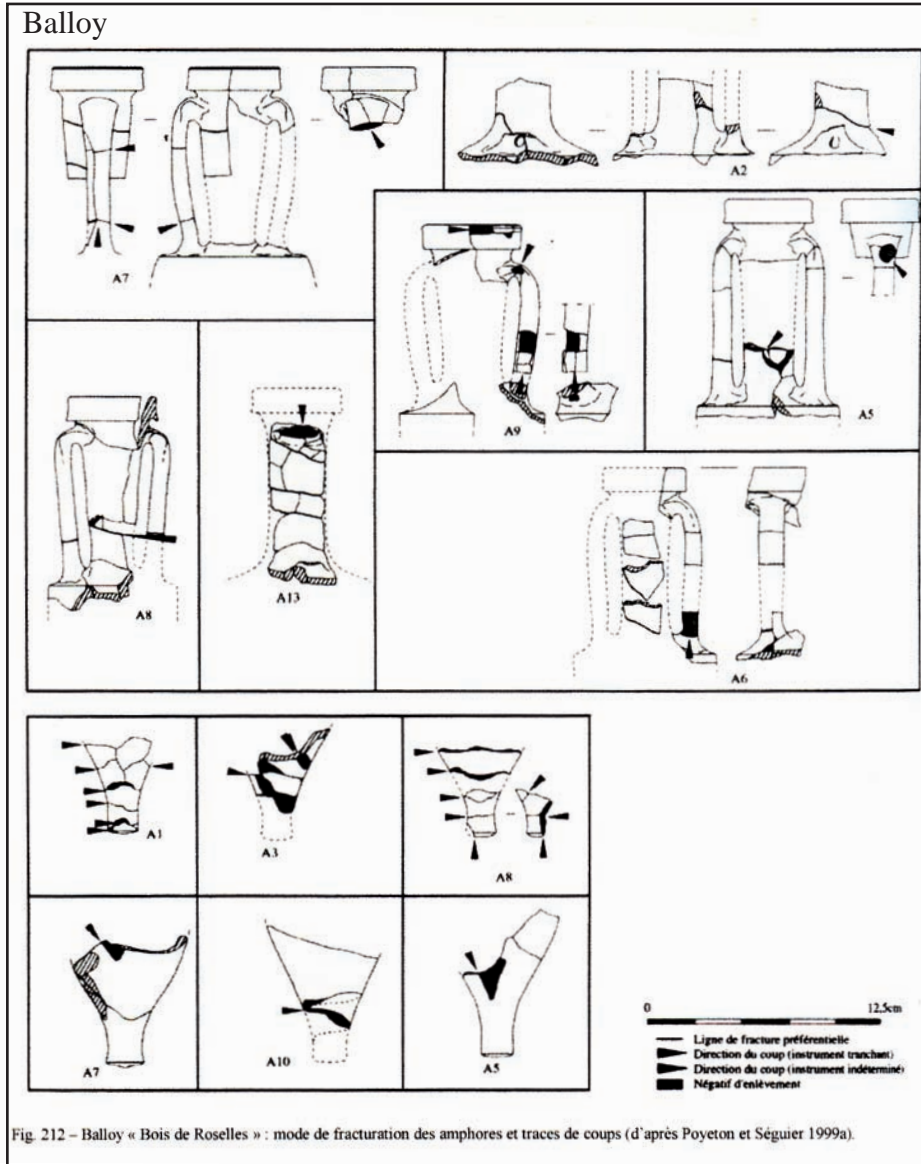 Balloy
A7
A2
A9
A5
A8
A13
A6
A1
A3
A8
A7
A10
A5
0 12,5cm
Ligne de fracture préférentielle
Direction du coup (instrument tranchant)
Direction du coup (instrument indéterminé)
Négatif d'enlèvement
Fig. 212 – Balloy « Bois de Roselles » : mode de fracturation des amphores et traces de coups (d'après Poyeton et Séguier 1999a).